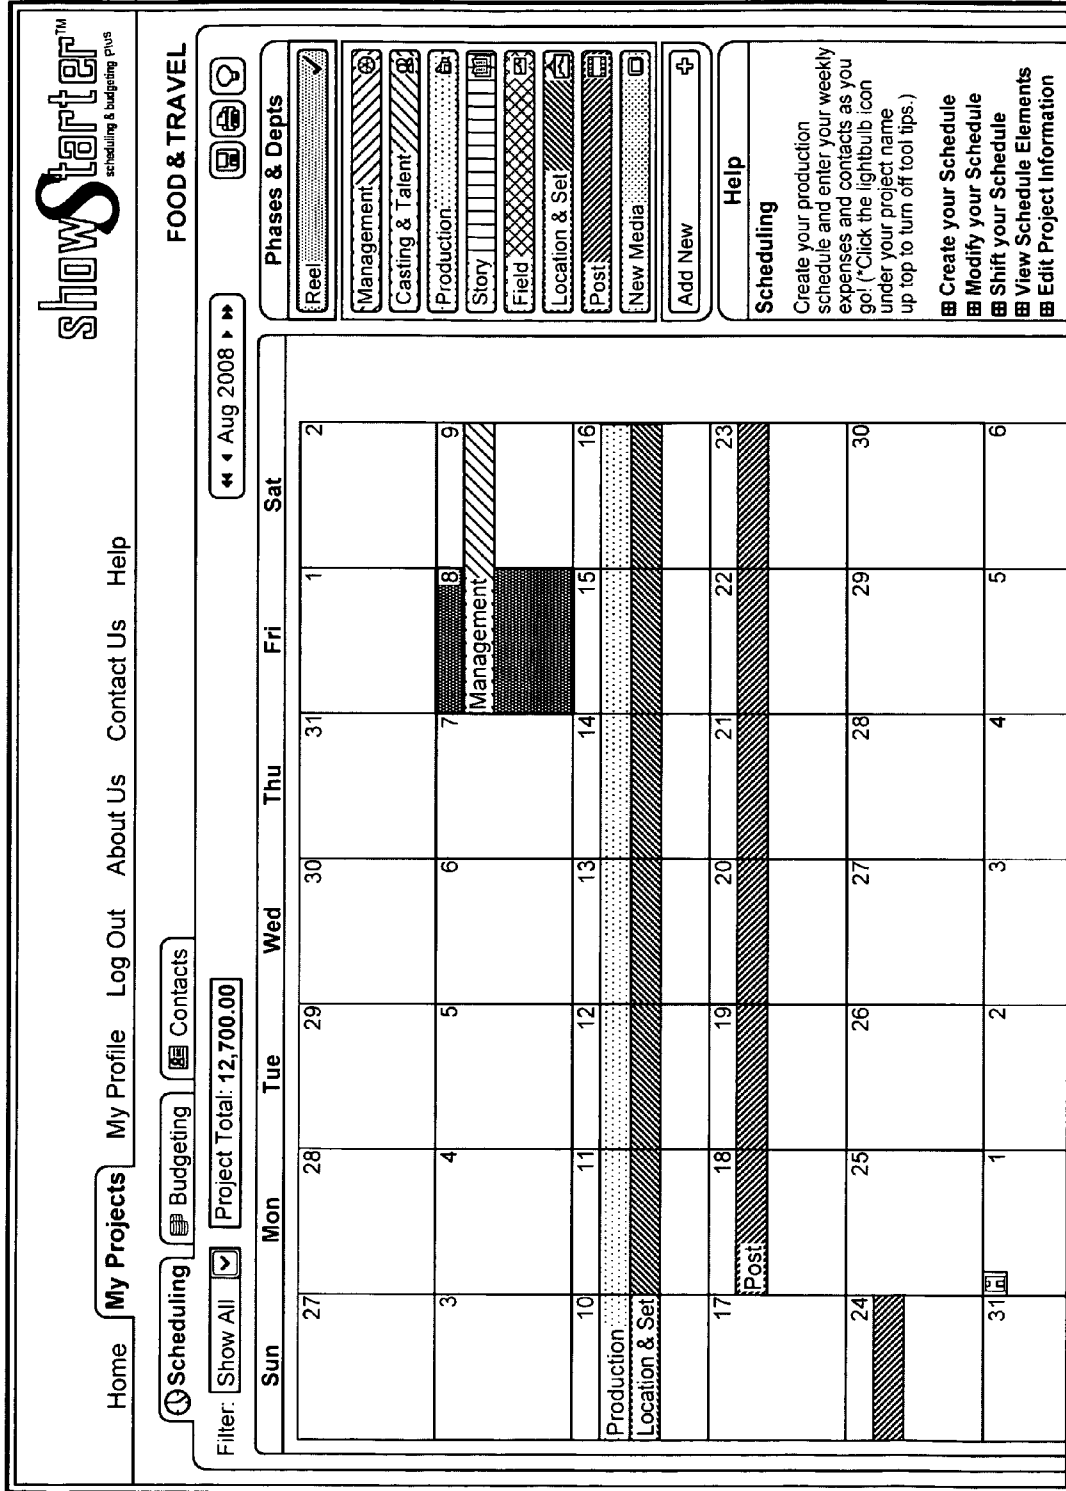 showStarter™
scheduling & budgeting Plus
Home My Projects My Profile Log Out About Us Contact Us Help
FOOD & TRAVEL
Scheduling Budgeting Contacts
Filter: Show All Project Total: 12,700.00 Aug 2008
Sun Mon Tue Wed Thu Fri Sat
27 28 29 30 31 1 2
3 4 5 6 7 8 9
Management
10 11 12 13 14 15 16
Production
Location & Set
17 18 19 20 21 22 23
Post
24 25 26 27 28 29 30
31 1 2 3 4 5 6
Phases & Depts
Reel
Management
Casting & Talent
Production
Story
Field
Location & Set
Post
New Media
Add New
Help
Scheduling
Create your production
schedule and enter your weekly
expenses and contacts as you
go! (*Click the lightbulb icon
under your project name
up top to turn off tool tips.)
Create your Schedule
Modify your Schedule
Shift your Schedule
View Schedule Elements
Edit Project Information